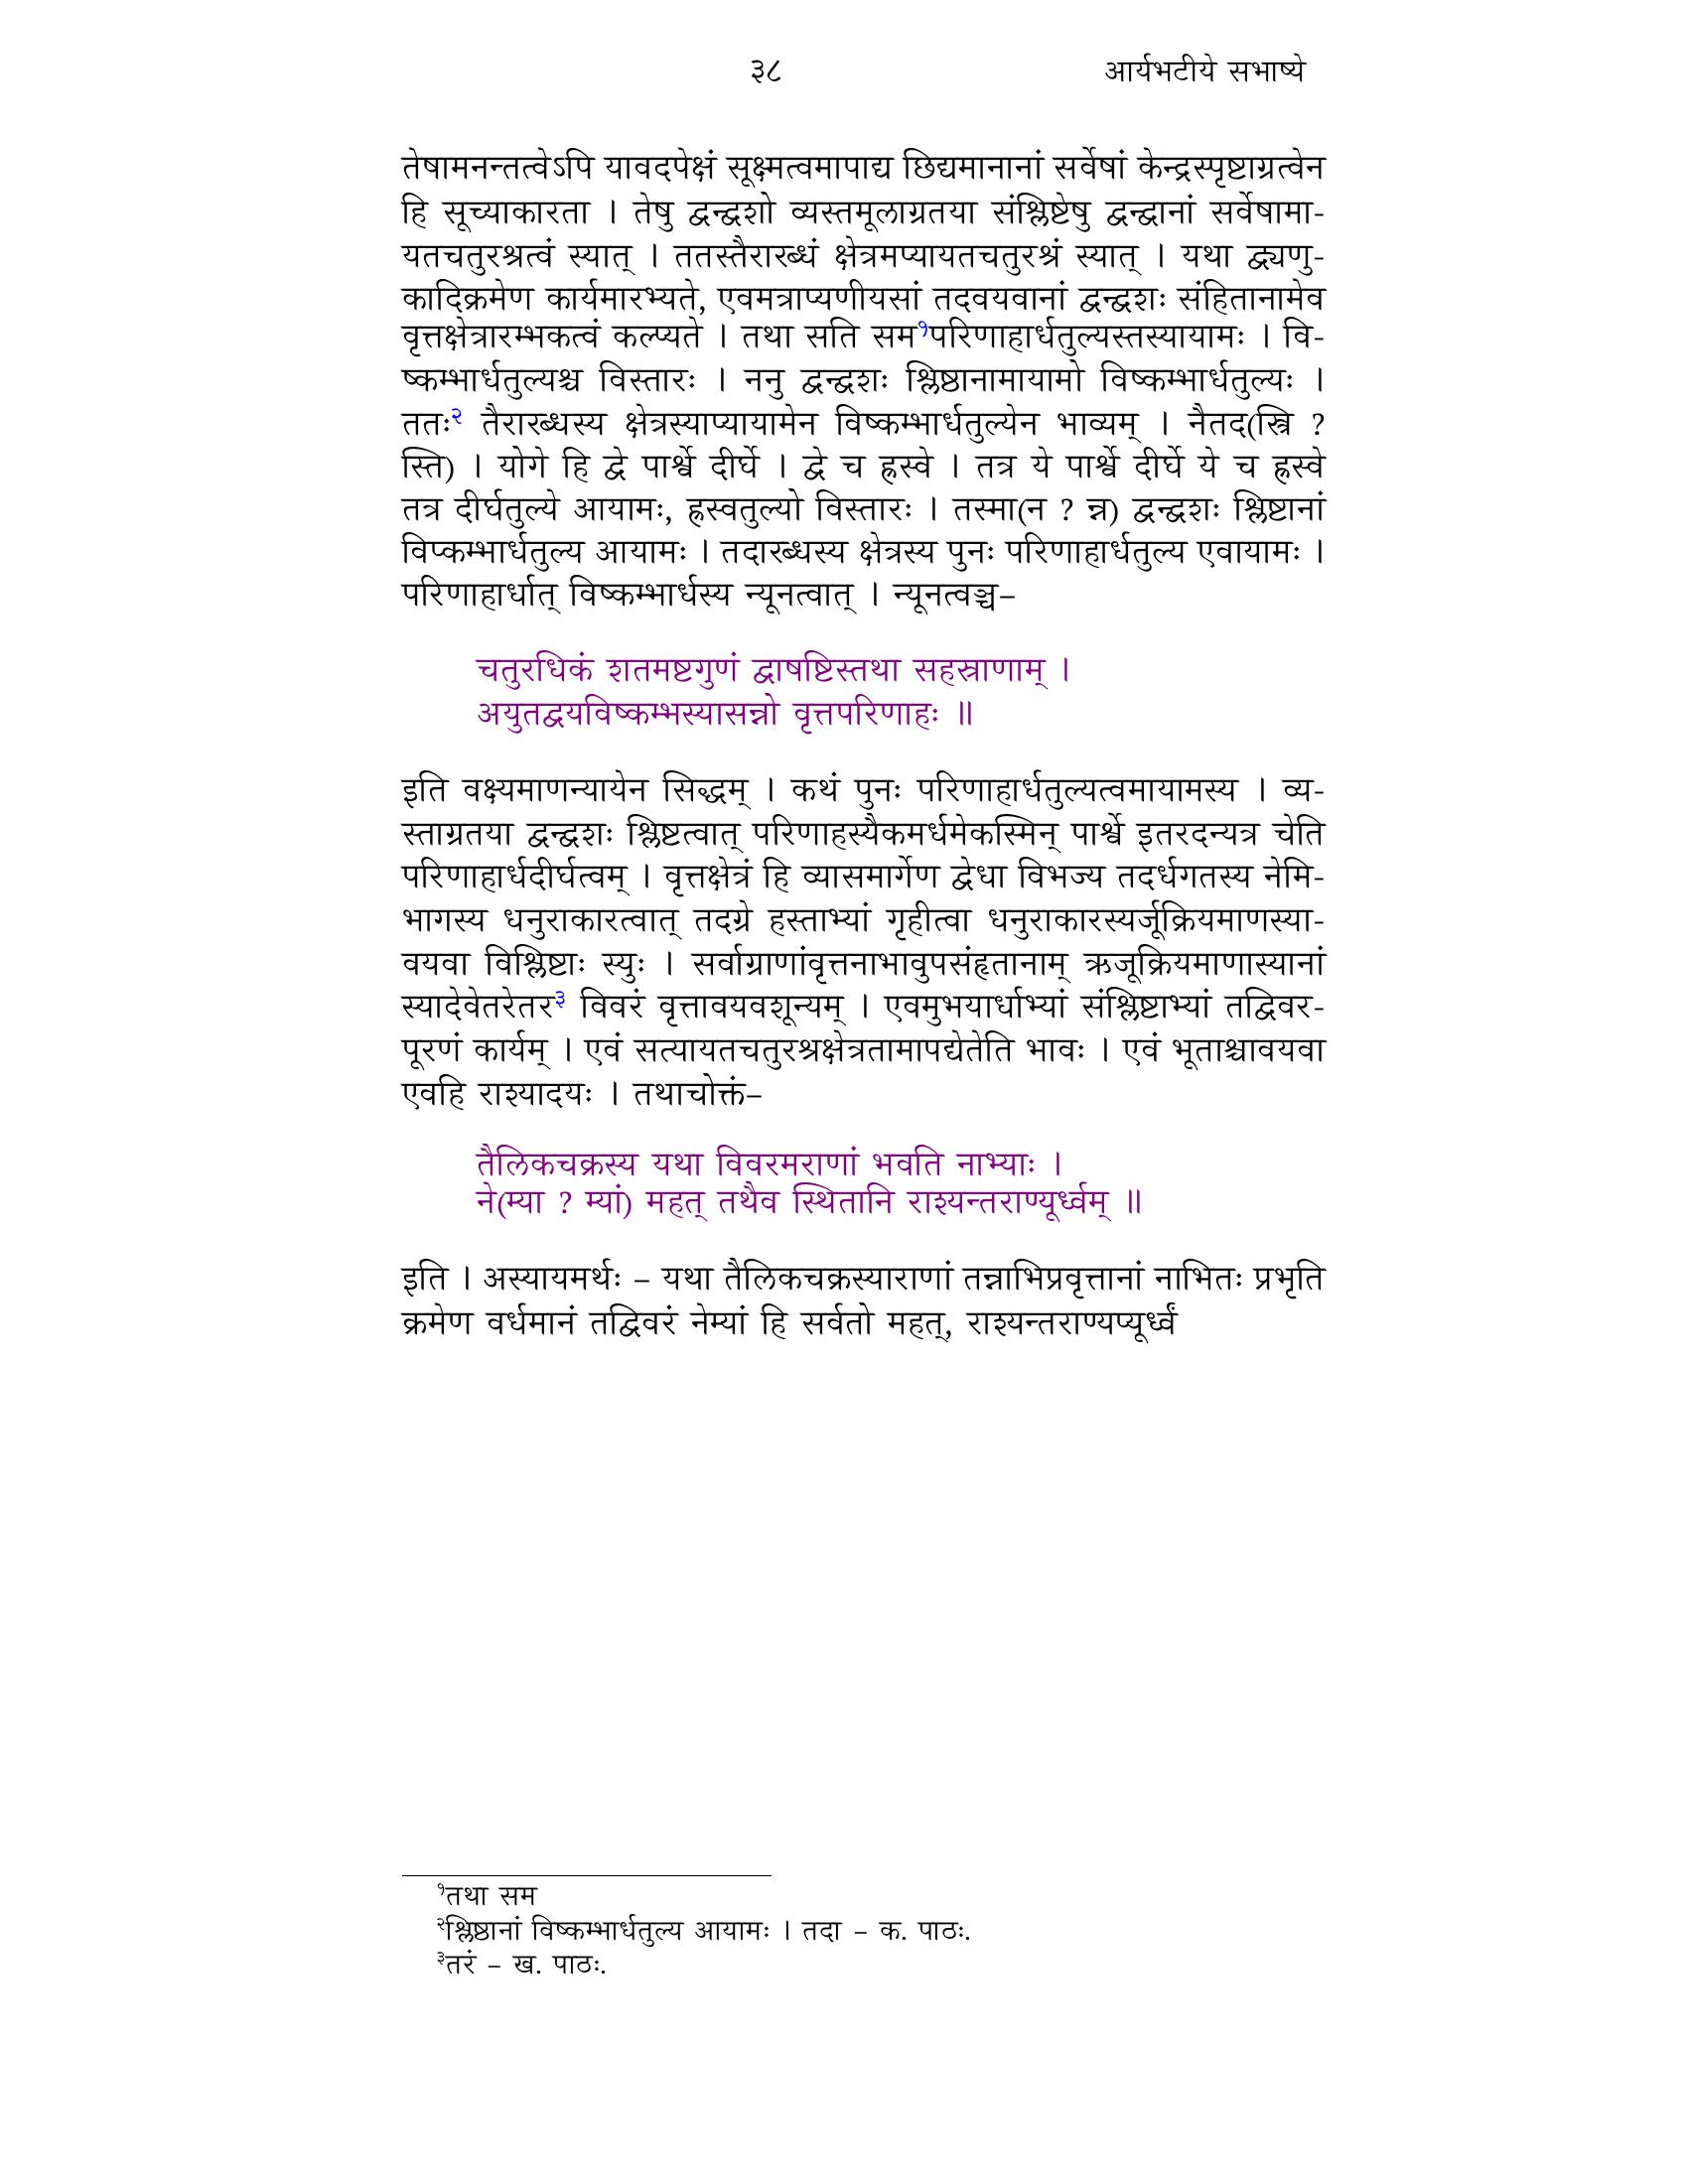 ३८ आर्यभटीये सभाष्ये
तेषामनन्तत्वेऽपि यावदपेक्षं सूक्ष्मत्वमापाद्य छिद्यमानानां सर्वेषां केन्द्रस्पृष्टाग्रत्वेन
हि सूच्याकारता । तेषु द्वन्द्वशो व्यस्तमूलाग्रतया संश्लिष्टेषु द्वन्द्वानां सर्वेषामा-
यतचतुरश्रत्वं स्यात् । ततस्तैरारब्धं क्षेत्रमप्यायतचतुरश्रं स्यात् । यथा द्व्यणु-
कादिक्रमेण कार्यमारभ्यते, एवमत्राप्यणीयसां तदवयवानां द्वन्द्वशः संहितानामेव
वृत्तक्षेत्रारम्भकत्वं कल्प्यते । तथा सति सम१परिणाहार्धतुल्यस्तस्यायामः । वि-
ष्कम्भार्धतुल्यश्च विस्तारः । ननु द्वन्द्वशः श्लिष्ठानामायामो विष्कम्भार्धतुल्यः ।
ततः२ तैरारब्धस्य क्षेत्रस्याप्यायामेन विष्कम्भार्धतुल्येन भाव्यम् । नैतद(स्त्रि ?
स्ति) । योगे हि द्वे पार्श्वे दीर्घे । द्वे च ह्रस्वे । तत्र ये पार्श्वे दीर्घे ये च ह्रस्वे
तत्र दीर्घतुल्ये आयामः, ह्रस्वतुल्यो विस्तारः । तस्मा(न ? न्न) द्वन्द्वशः श्लिष्टानां
विप्कम्भार्धतुल्य आयामः । तदारब्धस्य क्षेत्रस्य पुनः परिणाहार्धतुल्य एवायामः ।
परिणाहार्धात् विष्कम्भार्धस्य न्यूनत्वात् । न्यूनत्वञ्च–
चतुरधिकं शतमष्टगुणं द्वाषष्टिस्तथा सहस्राणाम् ।
अयुतद्वयविष्कम्भस्यासन्नो वृत्तपरिणाहः ॥
इति वक्ष्यमाणन्यायेन सिद्धम् । कथं पुनः परिणाहार्धतुल्यत्वमायामस्य । व्य-
स्ताग्रतया द्वन्द्वशः श्लिष्टत्वात् परिणाहस्यैकमर्धमेकस्मिन् पार्श्वे इतरदन्यत्र चेति
परिणाहार्धदीर्घत्वम् । वृत्तक्षेत्रं हि व्यासमार्गेण द्वेधा विभज्य तदर्धगतस्य नेमि-
भागस्य धनुराकारत्वात् तदग्रे हस्ताभ्यां गृहीत्वा धनुराकारस्यर्जूक्रियमाणस्या-
वयवा विश्लिष्टाः स्युः । सर्वाग्राणांवृत्तनाभावुपसंहृतानाम् ऋजूक्रियमाणास्यानां
स्यादेवेतरेतर३ विवरं वृत्तावयवशून्यम् । एवमुभयार्धाभ्यां संश्लिष्टाभ्यां तद्विवर-
पूरणं कार्यम् । एवं सत्यायतचतुरश्रक्षेत्रतामापद्येतेति भावः । एवं भूताश्चावयवा
एवहि राश्यादयः । तथाचोक्तं–
तैलिकचक्रस्य यथा विवरमराणां भवति नाभ्याः ।
ने(म्या ? म्यां) महत् तथैव स्थितानि राश्यन्तराण्यूर्ध्वम् ॥
इति । अस्यायमर्थः – यथा तैलिकचक्रस्याराणां तन्नाभिप्रवृत्तानां नाभितः प्रभृति
क्रमेण वर्धमानं तद्विवरं नेम्यां हि सर्वतो महत्, राश्यन्तराण्यप्यूर्ध्वं
१तथा सम
२श्लिष्ठानां विष्कम्भार्धतुल्य आयामः । तदा – क. पाठः.
३तरं – ख. पाठः.